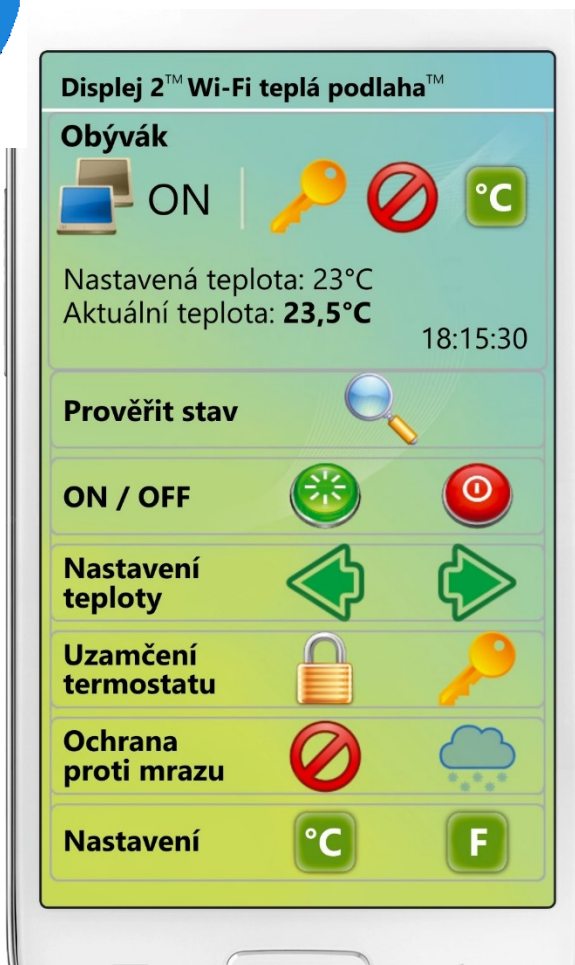 Displej 2™ Wi-Fi teplá podlaha™
Obývák
ON
°C
Nastavená teplota: 23°C
Aktuální teplota: 23,5°C
18:15:30
Prověřit stav
ON / OFF
Nastavení
teploty
Uzamčení
termostatu
Ochrana
proti mrazu
Nastavení
°C
F